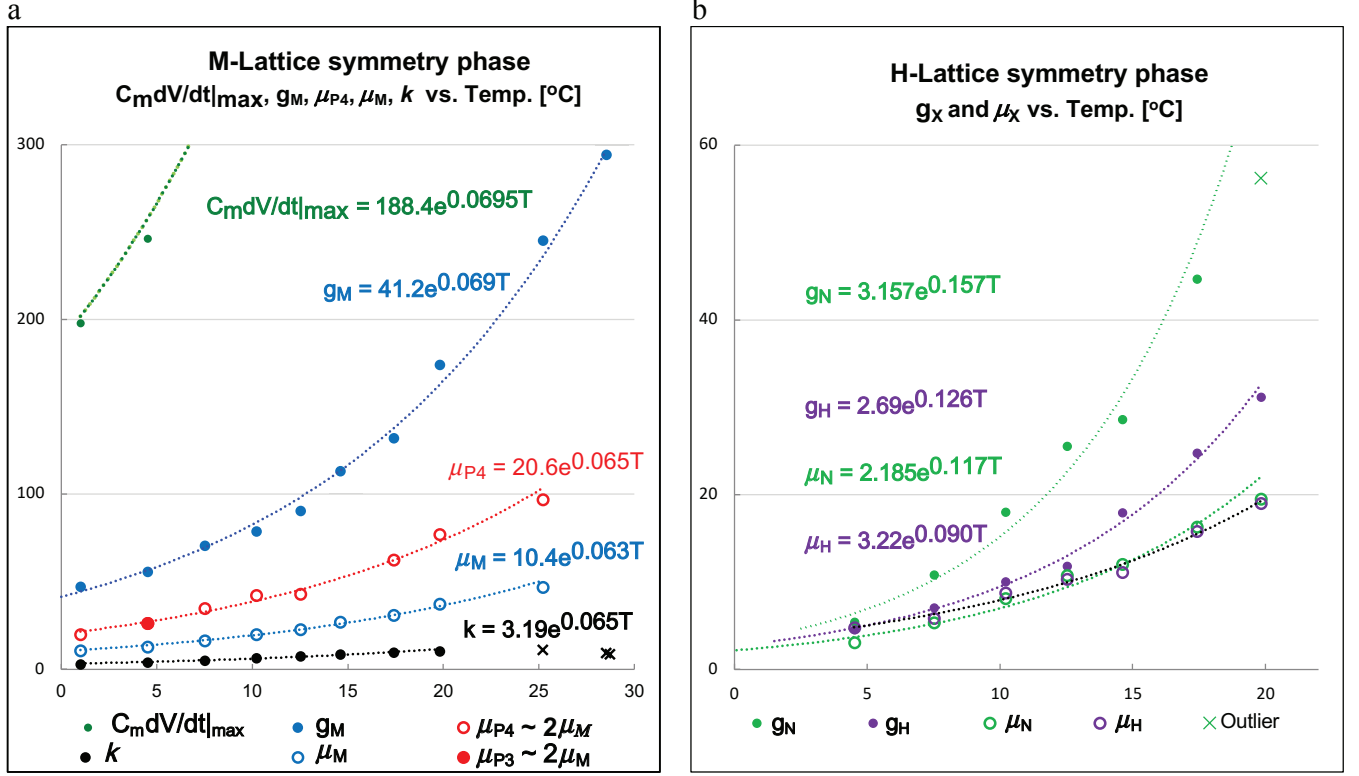 a
M-Lattice symmetry phase
CmdV/dt|max, gM, μP4, μM, k vs. Temp. [ºC]
300
200
100
0
CmdV/dt|max = 188.4e0.0695T
gM = 41.2e0.069T
μP4 = 20.6e0.065T
μM = 10.4e0.063T
k = 3.19e0.065T
0 5 10 15 20 25 30
CmdV/dt|max gM μP4 ~ 2μM
k μM μP3 ~ 2μM
b
H-Lattice symmetry phase
gX and μX vs. Temp. [ºC]
60
40
20
0
gN = 3.157e0.157T
gH = 2.69e0.126T
μN = 2.185e0.117T
μH = 3.22e0.090T
0 5 10 15 20
gN gH μN μH Outlier